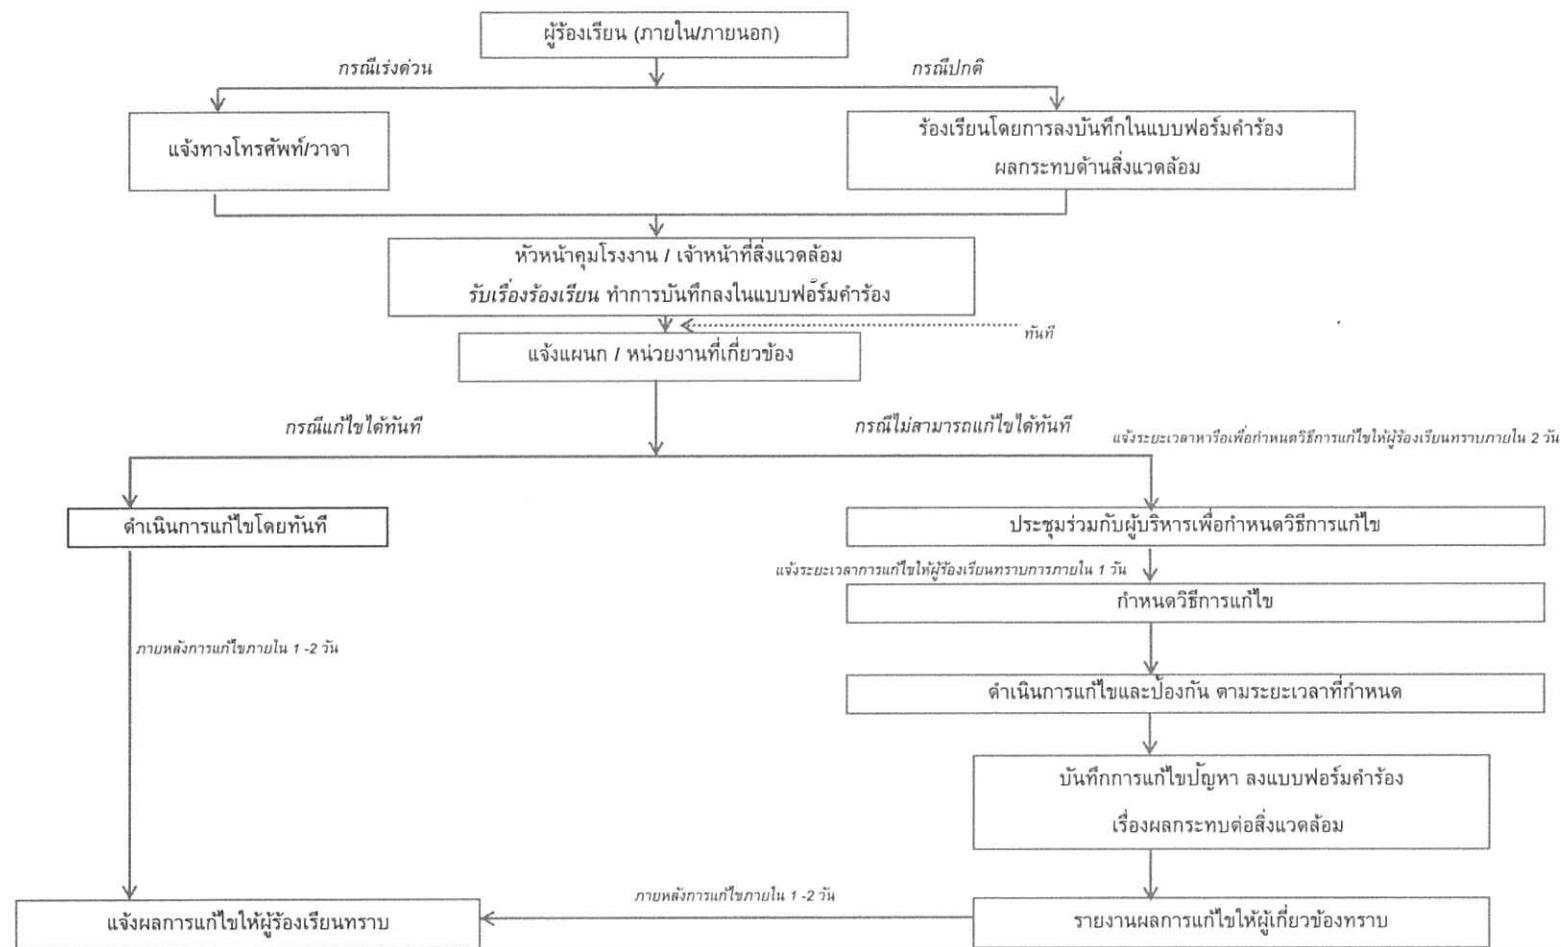 ผู้ร้องเรียน (ภายใน/ภายนอก)
กรณีเร่งด่วน
กรณีปกติ
แจ้งทางโทรศัพท์/วาจา
ร้องเรียนโดยการลงบันทึกในแบบฟอร์มคำร้อง
ผลกระทบด้านสิ่งแวดล้อม
หัวหน้าคุมโรงงาน / เจ้าหน้าที่สิ่งแวดล้อม
รับเรื่องร้องเรียน ทำการบันทึกลงในแบบฟอร์มคำร้อง
ทันที
แจ้งแผนก / หน่วยงานที่เกี่ยวข้อง
กรณีแก้ไขได้ทันที
กรณีไม่สามารถแก้ไขได้ทันที
แจ้งระยะเวลาหารือเพื่อกำหนดวิธีการแก้ไขให้ผู้ร้องเรียนทราบภายใน 2 วัน
ดำเนินการแก้ไขโดยทันที
ประชุมร่วมกับผู้บริหารเพื่อกำหนดวิธีการแก้ไข
แจ้งระยะเวลาการแก้ไขให้ผู้ร้องเรียนทราบการภายใน 1 วัน
กำหนดวิธีการแก้ไข
ภายหลังการแก้ไขภายใน 1 -2 วัน
ดำเนินการแก้ไขและป้องกัน ตามระยะเวลาที่กำหนด
บันทึกการแก้ไขปัญหา ลงแบบฟอร์มคำร้อง
เรื่องผลกระทบต่อสิ่งแวดล้อม
ภายหลังการแก้ไขภายใน 1 -2 วัน
แจ้งผลการแก้ไขให้ผู้ร้องเรียนทราบ
รายงานผลการแก้ไขให้ผู้เกี่ยวข้องทราบ